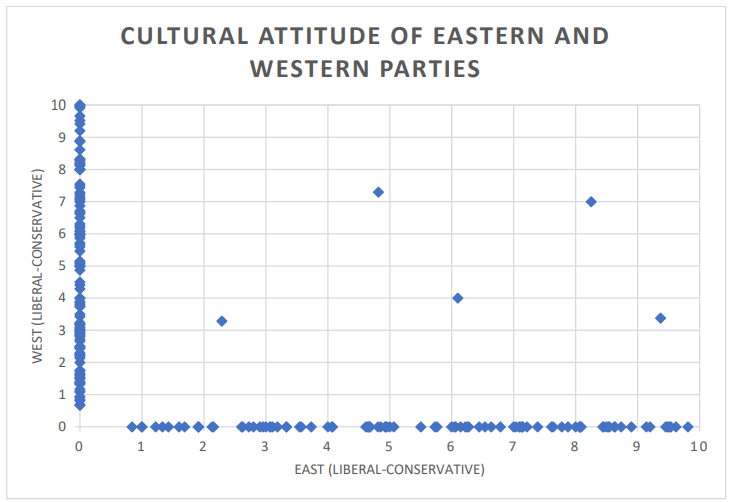 CULTURAL ATTITUDE OF EASTERN AND
WESTERN PARTIES
10
9
8
7
6
5
4
3
2
1
0
WEST (LIBERAL-CONSERVATIVE)
0 1 2 3 4 5 6 7 8 9 10
EAST (LIBERAL-CONSERVATIVE)